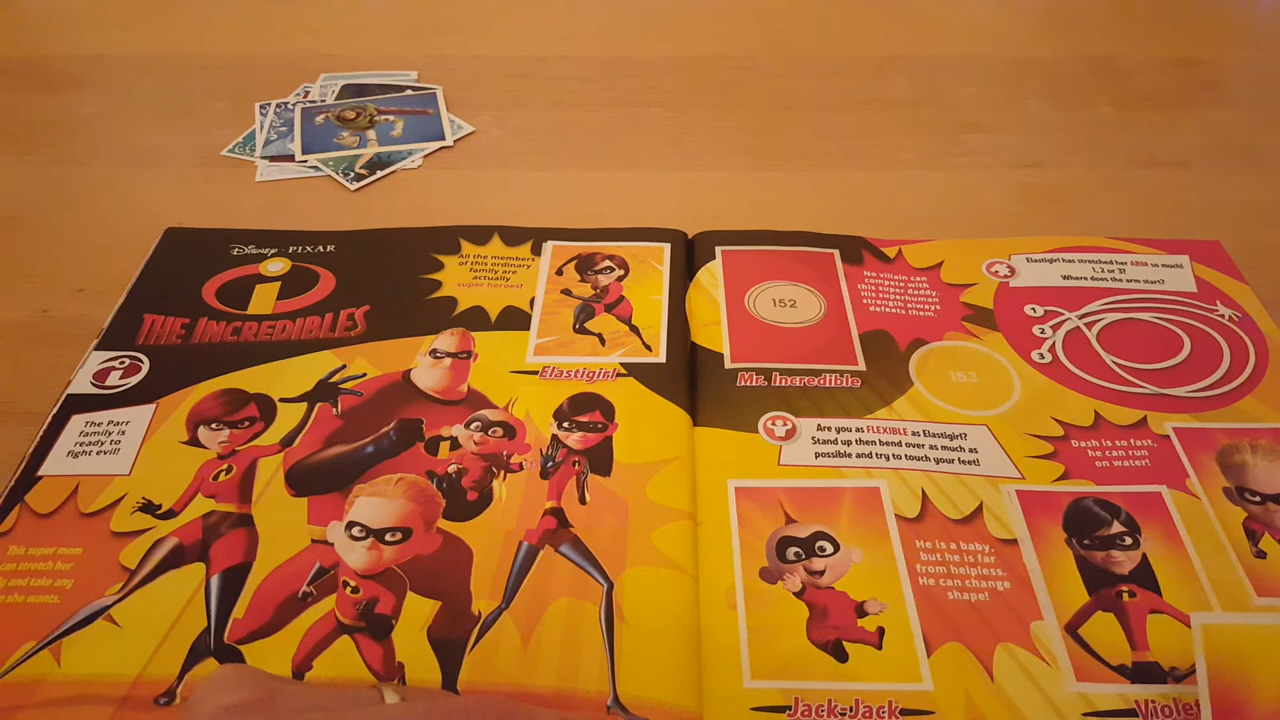 Disney · PIXAR
THE INCREDIBLES
The Parr
family is
ready to
fight evil!
This super mom
can stretch her
and take any
she wants.
All the members
of this ordinary
family are
actually
super heroes!
Elastigirl
152
Mr. Incredible
No villain can
compete with
this super daddy.
His superhuman
strength always
defeats them.
153
Elastigirl has stretched her ARM so much!
1, 2 or 3?
Where does the arm start?
1
2
3
Are you as FLEXIBLE as Elastigirl?
Stand up then bend over as much as
possible and try to touch your feet!
Dash is so fast,
he can run
on water!
He is a baby,
but he is far
from helpless.
He can change
shape!
Jack-Jack
Violet